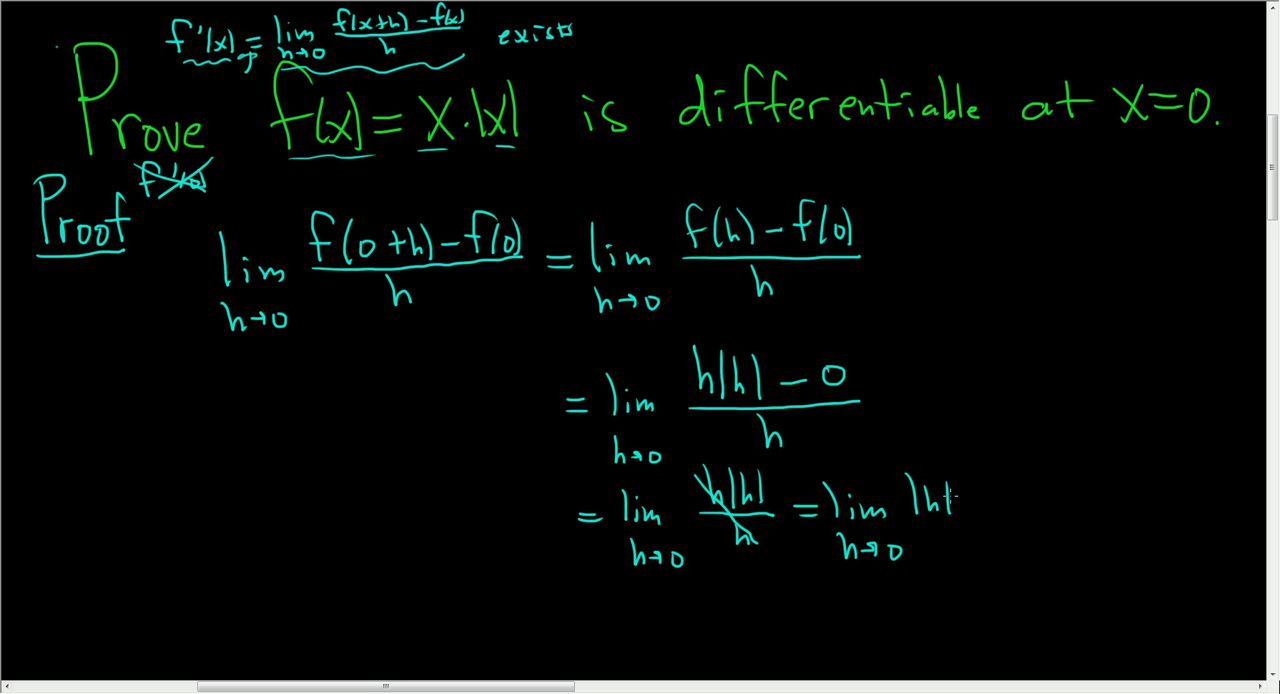 f'(x) = lim h→0 f(x+h) - f(x) / h exists
Prove f(x) = x·|x| is differentiable at x=0.
Proof f'(0)
lim h→0 f(0+h) - f(0) / h = lim h→0 f(h) - f(0) / h
= lim h→0 h|h| - 0 / h
= lim h→0 h|h| / h = lim h→0 |h|